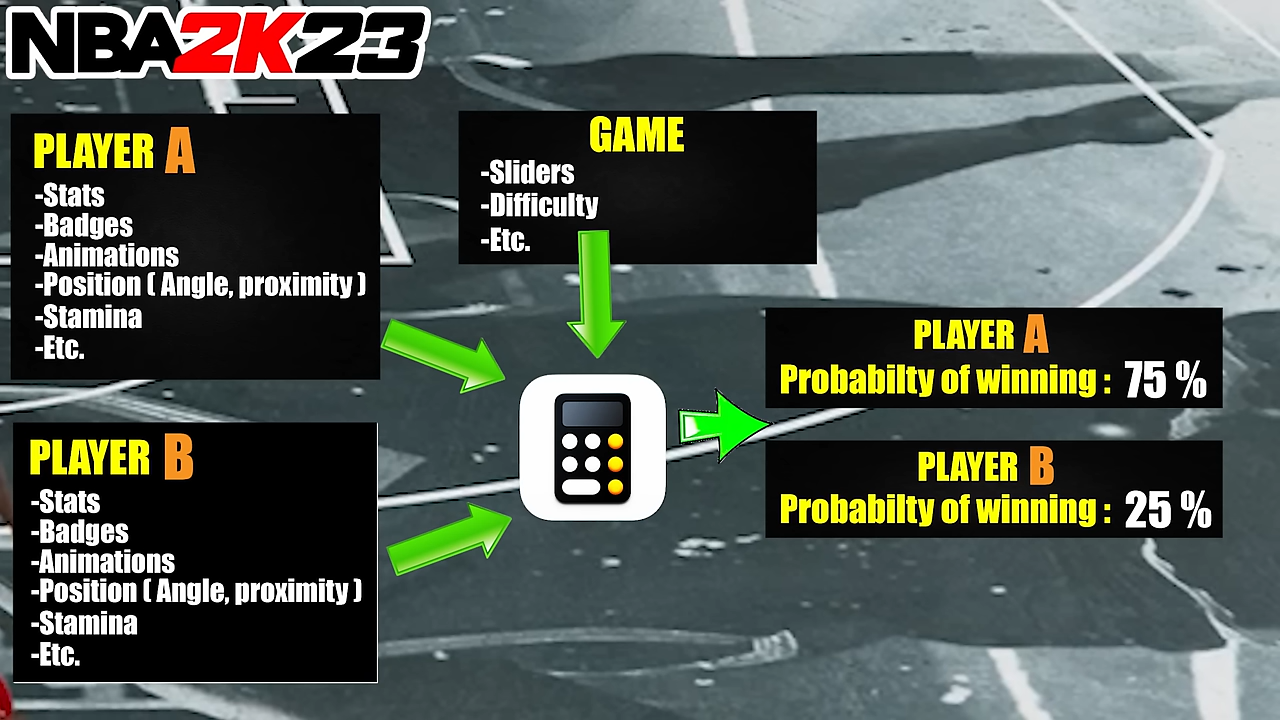 NBA2K23
PLAYER A
-Stats
-Badges
-Animations
-Position ( Angle, proximity )
-Stamina
-Etc.
GAME
-Sliders
-Difficulty
-Etc.
PLAYER B
-Stats
-Badges
-Animations
-Position ( Angle, proximity )
-Stamina
-Etc.
PLAYER A
Probabilty of winning : 75 %
PLAYER B
Probabilty of winning : 25 %